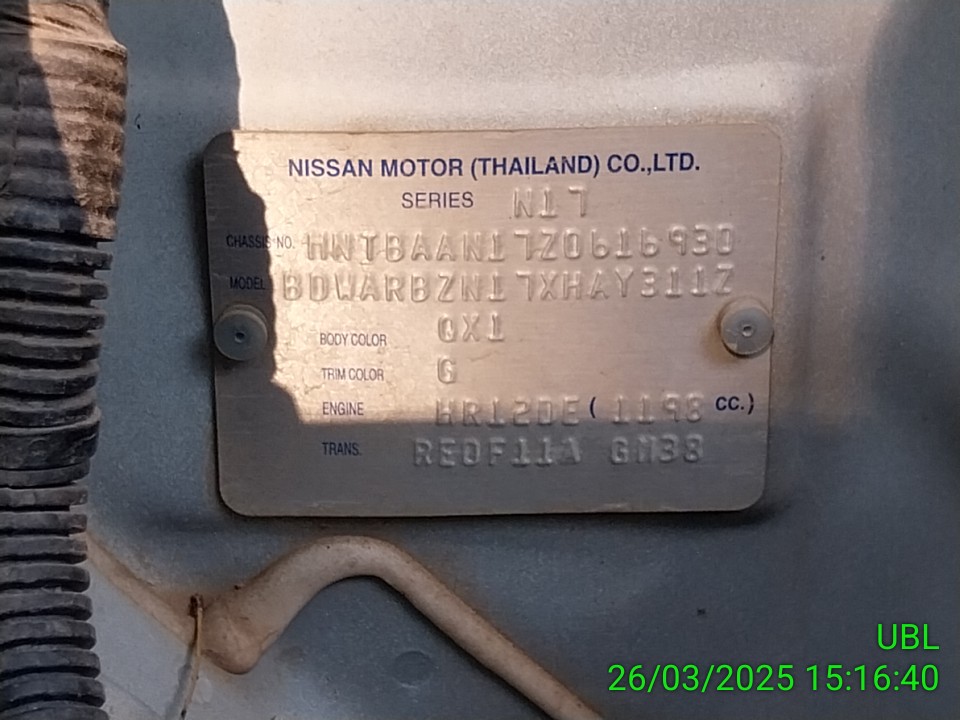 NISSAN MOTOR (THAILAND) CO.,LTD.
SERIES N17
CHASSIS NO. MNTBAAN17Z0616930
MODEL BDWARBZN17XHAY311Z
BODY COLOR QX1
TRIM COLOR G
ENGINE HR12DE ( 1198 CC.)
TRANS. RE0F11A GM38
UBL
26/03/2025 15:16:40